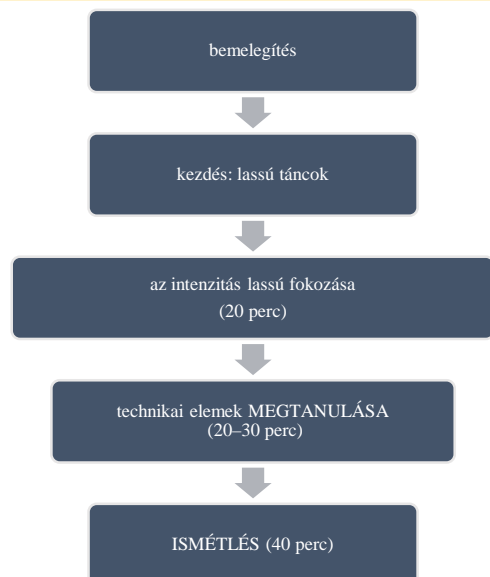 bemelegítés
kezdés: lassú táncok
az intenzitás lassú fokozása
(20 perc)
technikai elemek MEGTANULÁSA
(20–30 perc)
ISMÉTLÉS (40 perc)